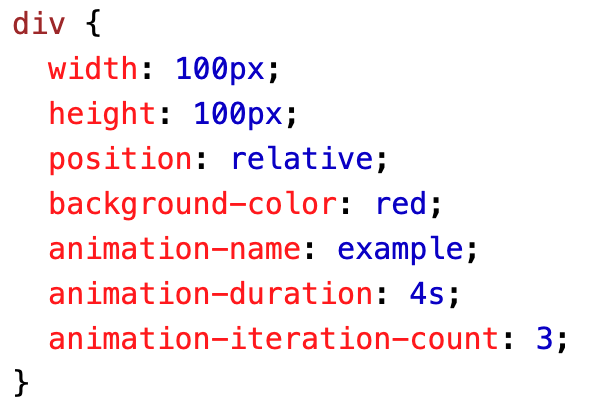 div {
  width: 100px;
  height: 100px;
  position: relative;
  background-color: red;
  animation-name: example;
  animation-duration: 4s;
  animation-iteration-count: 3;
}